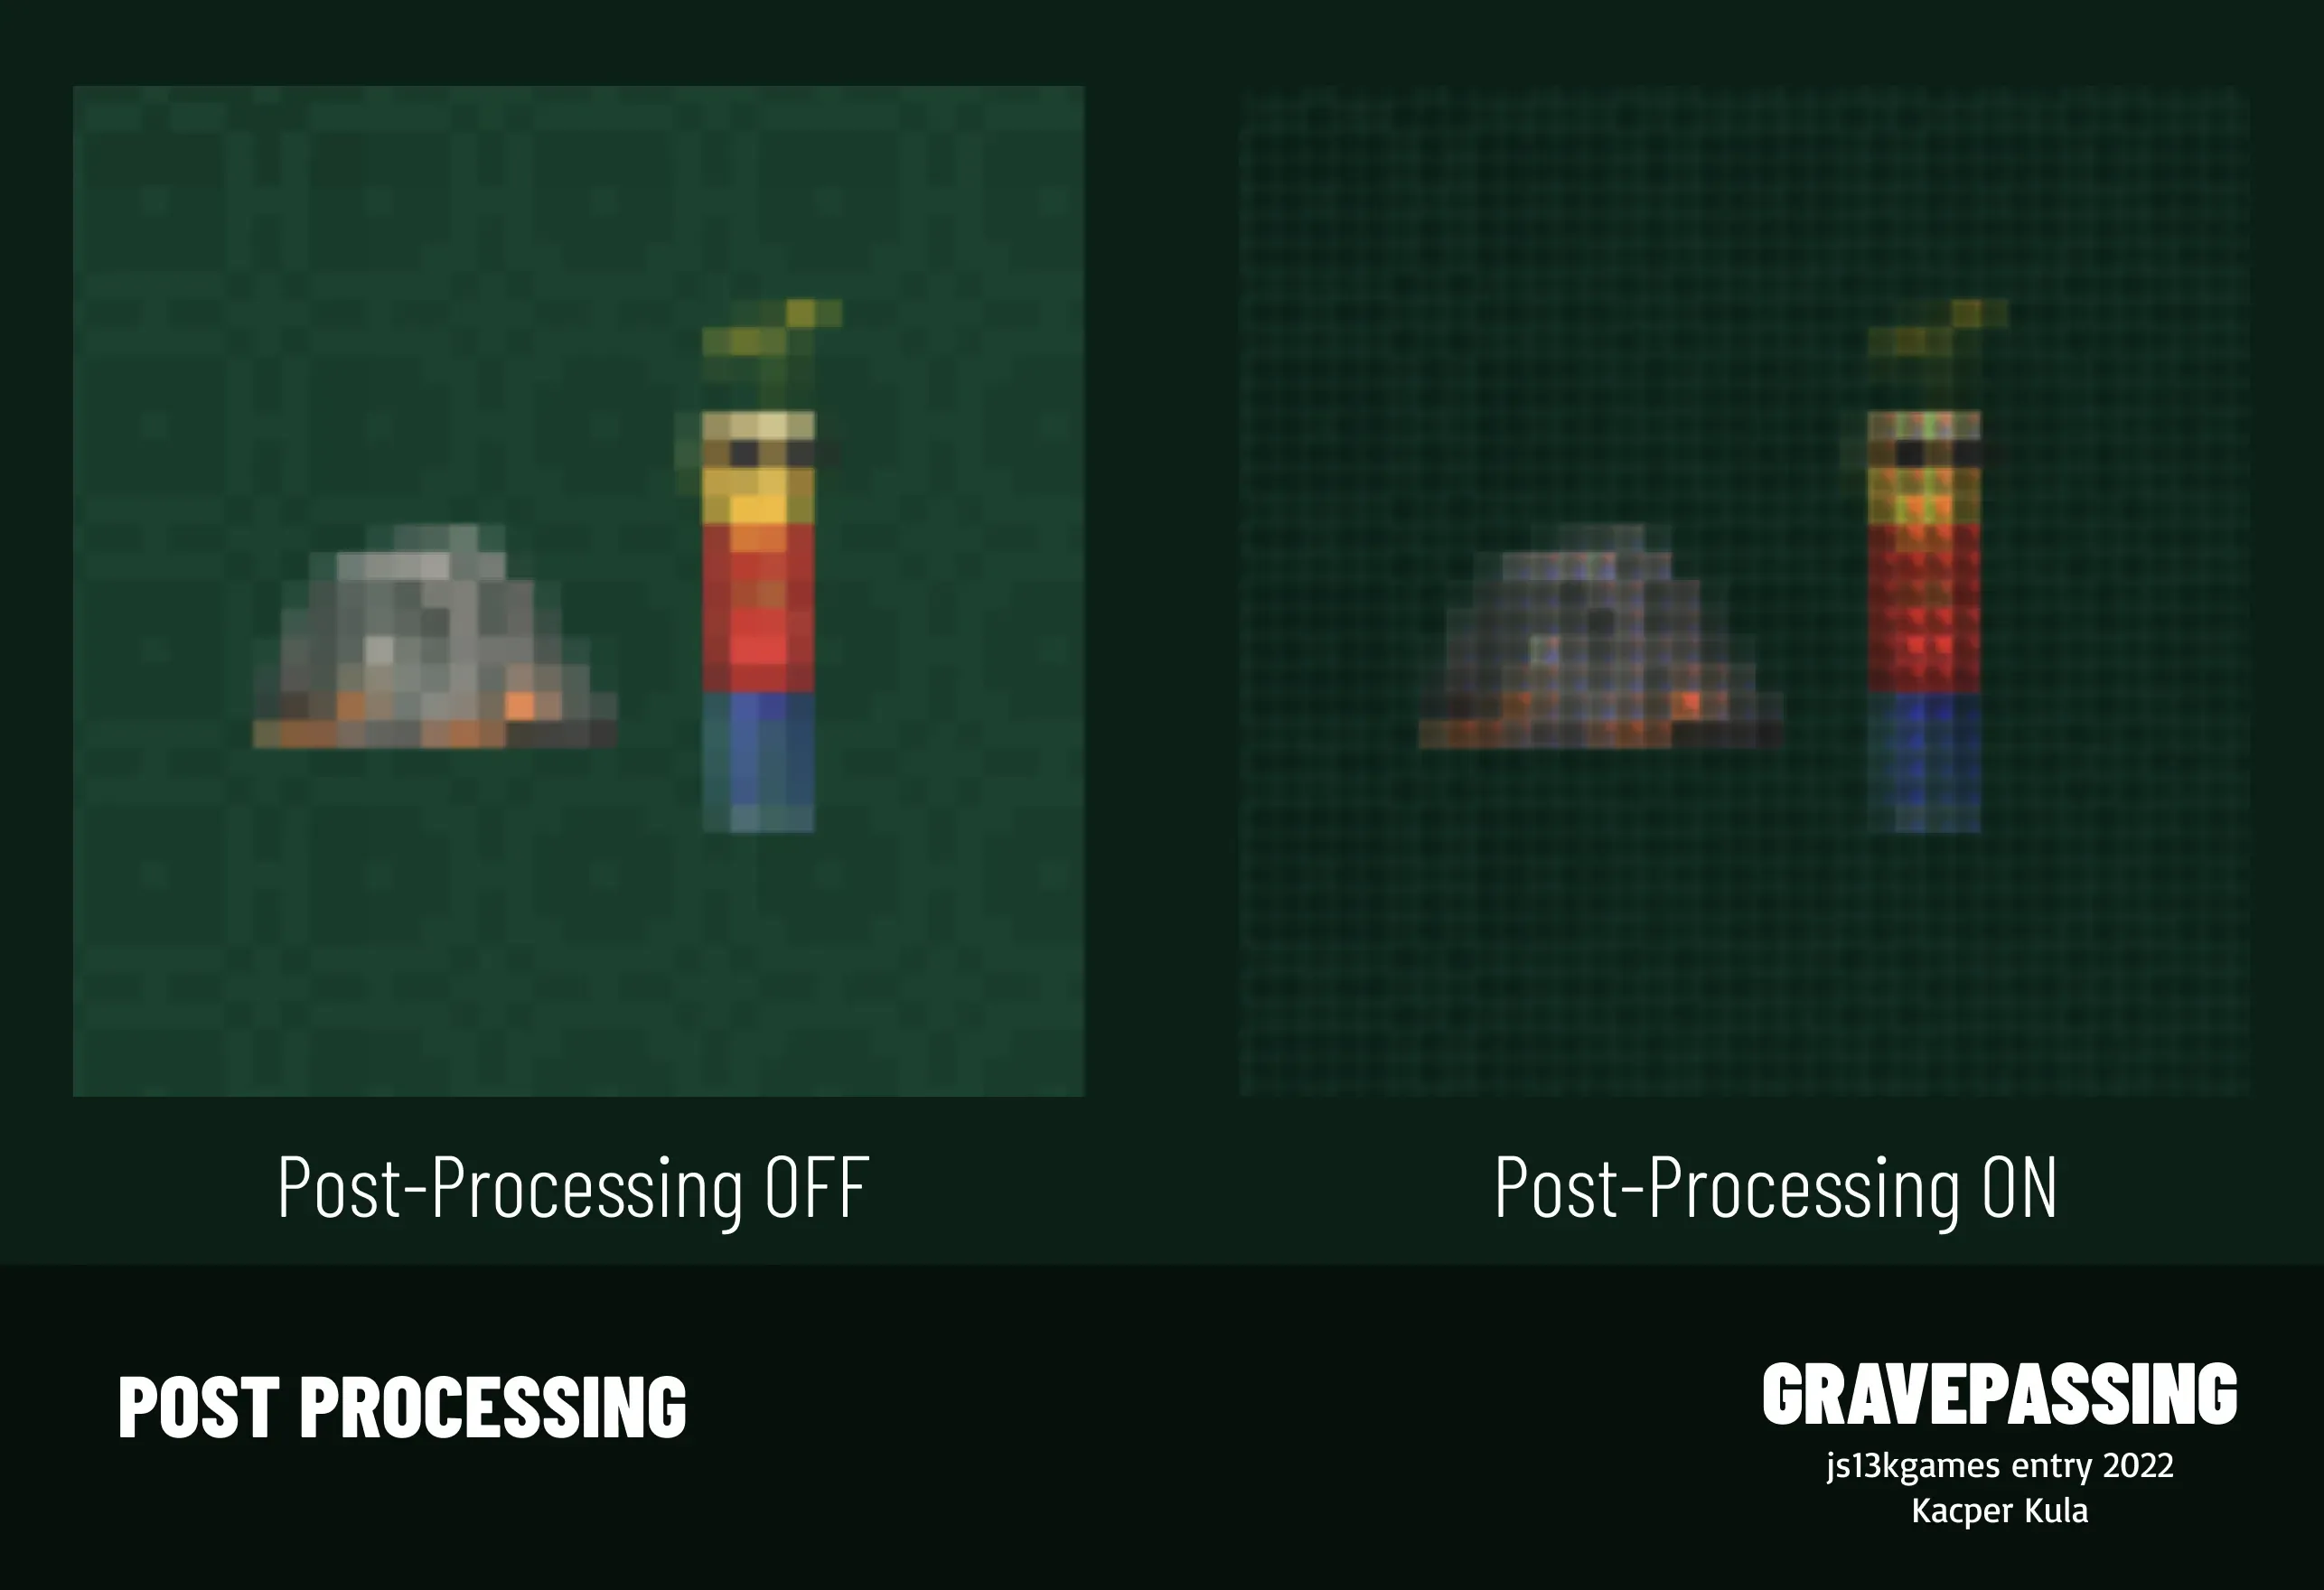 Post-Processing OFF
Post-Processing ON
POST PROCESSING
GRAVEPASSING
js13kgames entry 2022
Kacper Kula